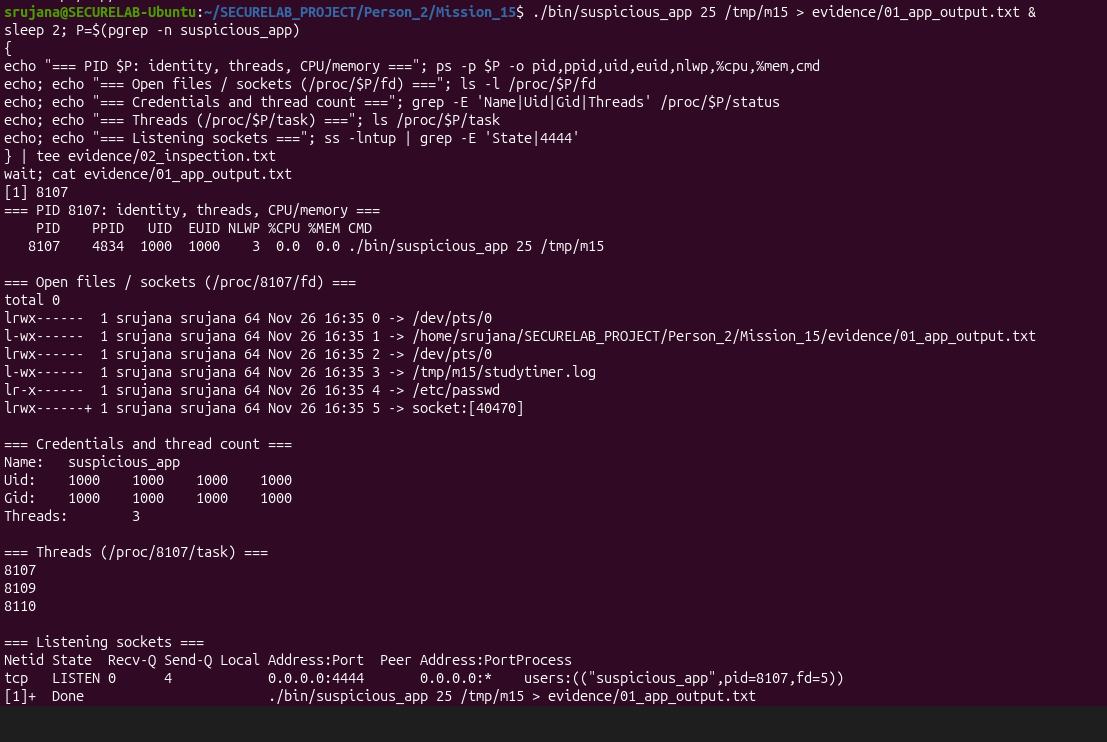 srujana@SECURELAB-Ubuntu:~/SECURELAB_PROJECT/Person_2/Mission_15$ ./bin/suspicious_app 25 /tmp/m15 > evidence/01_app_output.txt &
sleep 2; P=$(pgrep -n suspicious_app)
{
echo "=== PID $P: identity, threads, CPU/memory ==="; ps -p $P -o pid,ppid,uid,euid,nlwp,%cpu,%mem,cmd
echo; echo "=== Open files / sockets (/proc/$P/fd) ==="; ls -l /proc/$P/fd
echo; echo "=== Credentials and thread count ==="; grep -E 'Name|Uid|Gid|Threads' /proc/$P/status
echo; echo "=== Threads (/proc/$P/task) ==="; ls /proc/$P/task
echo; echo "=== Listening sockets ==="; ss -lntup | grep -E 'State|4444'
} | tee evidence/02_inspection.txt
wait; cat evidence/01_app_output.txt
[1] 8107
=== PID 8107: identity, threads, CPU/memory ===
    PID    PPID   UID  EUID NLWP %CPU %MEM CMD
   8107    4834  1000  1000    3  0.0  0.0 ./bin/suspicious_app 25 /tmp/m15

=== Open files / sockets (/proc/8107/fd) ===
total 0
lrwx------  1 srujana srujana 64 Nov 26 16:35 0 -> /dev/pts/0
l-wx------  1 srujana srujana 64 Nov 26 16:35 1 -> /home/srujana/SECURELAB_PROJECT/Person_2/Mission_15/evidence/01_app_output.txt
lrwx------  1 srujana srujana 64 Nov 26 16:35 2 -> /dev/pts/0
l-wx------  1 srujana srujana 64 Nov 26 16:35 3 -> /tmp/m15/studytimer.log
lr-x------  1 srujana srujana 64 Nov 26 16:35 4 -> /etc/passwd
lrwx------+ 1 srujana srujana 64 Nov 26 16:35 5 -> socket:[40470]

=== Credentials and thread count ===
Name:   suspicious_app
Uid:    1000    1000    1000    1000
Gid:    1000    1000    1000    1000
Threads:        3

=== Threads (/proc/8107/task) ===
8107
8109
8110

=== Listening sockets ===
Netid State  Recv-Q Send-Q Local Address:Port  Peer Address:PortProcess
tcp   LISTEN 0      4            0.0.0.0:4444       0.0.0.0:*    users:(("suspicious_app",pid=8107,fd=5))
[1]+  Done                       ./bin/suspicious_app 25 /tmp/m15 > evidence/01_app_output.txt